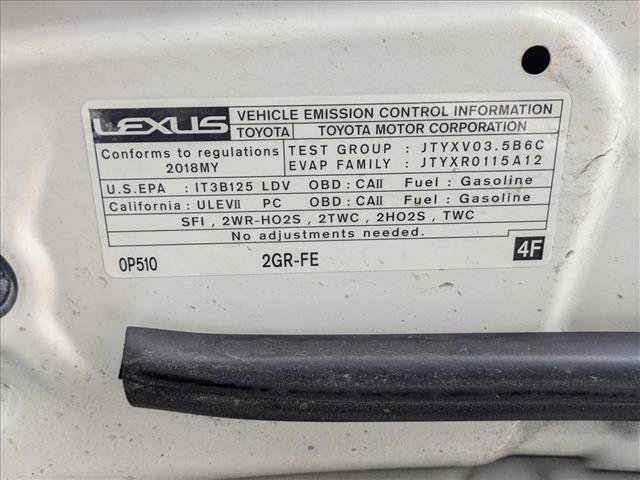 LEXUS
VEHICLE EMISSION CONTROL INFORMATION
TOYOTA TOYOTA MOTOR CORPORATION
Conforms to regulations
2018MY
TEST GROUP : JTYXV03.5B6C
EVAP FAMILY : JTYXR0115A12
U.S.EPA : IT3B125 LDV OBD : CAII Fuel : Gasoline
California : ULEVII PC OBD : CAII Fuel : Gasoline
SFI , 2WR-HO2S , 2TWC , 2HO2S , TWC
No adjustments needed.
0P510 2GR-FE 4F